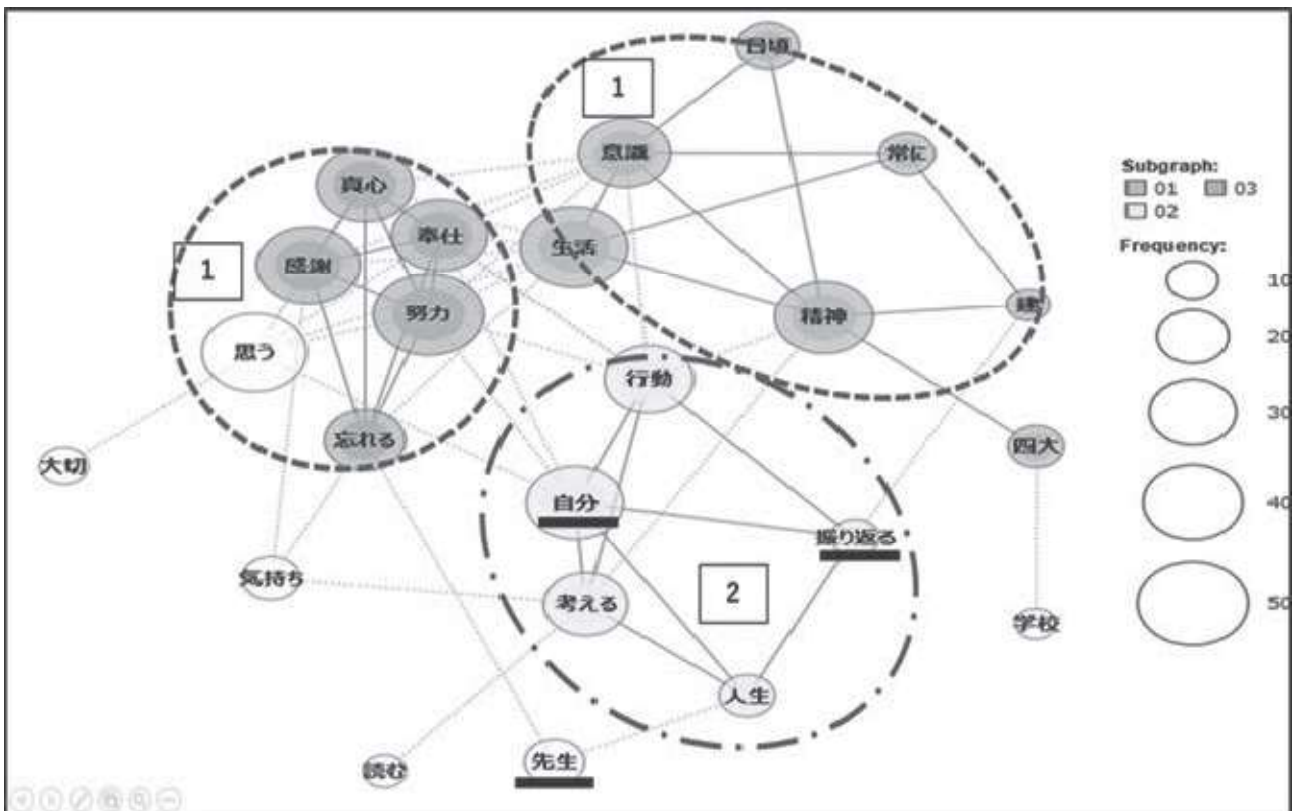 日頃
1
意識
常に
真心
奉仕
生活
感謝
1
努力
精神
建
思う
行動
忘れる
四大
大切
自分
振り返る
気持ち
考える
2
学校
人生
先生
読む
Subgraph:
01 03
02
Frequency:
10
20
30
40
50